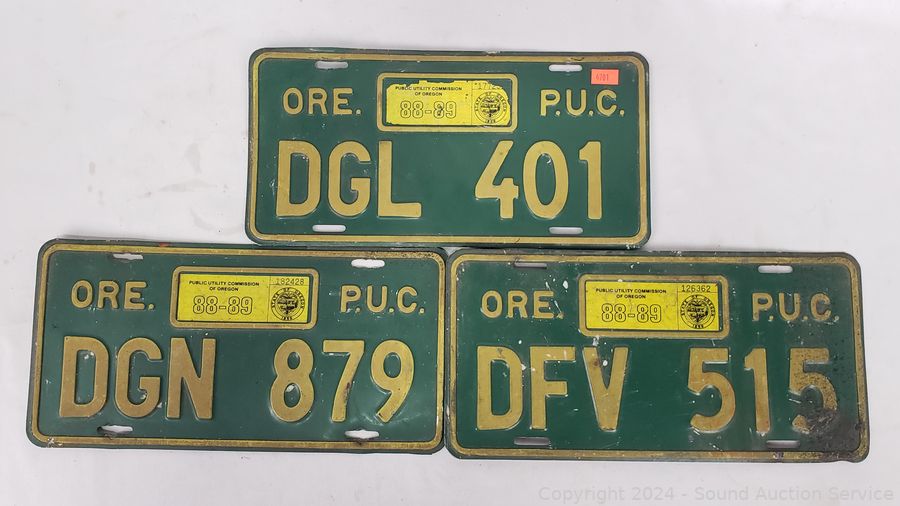 4701
PUBLIC UTILITY COMMISSION
OF OREGON
88-89
ORE. P.U.C.
DGL 401
PUBLIC UTILITY COMMISSION
OF OREGON
182428
88-89
ORE. P.U.C.
DGN 879
PUBLIC UTILITY COMMISSION
OF OREGON
126362
88-89
ORE. P.U.C.
DFV 515
Copyright 2024 - Sound Auction Service